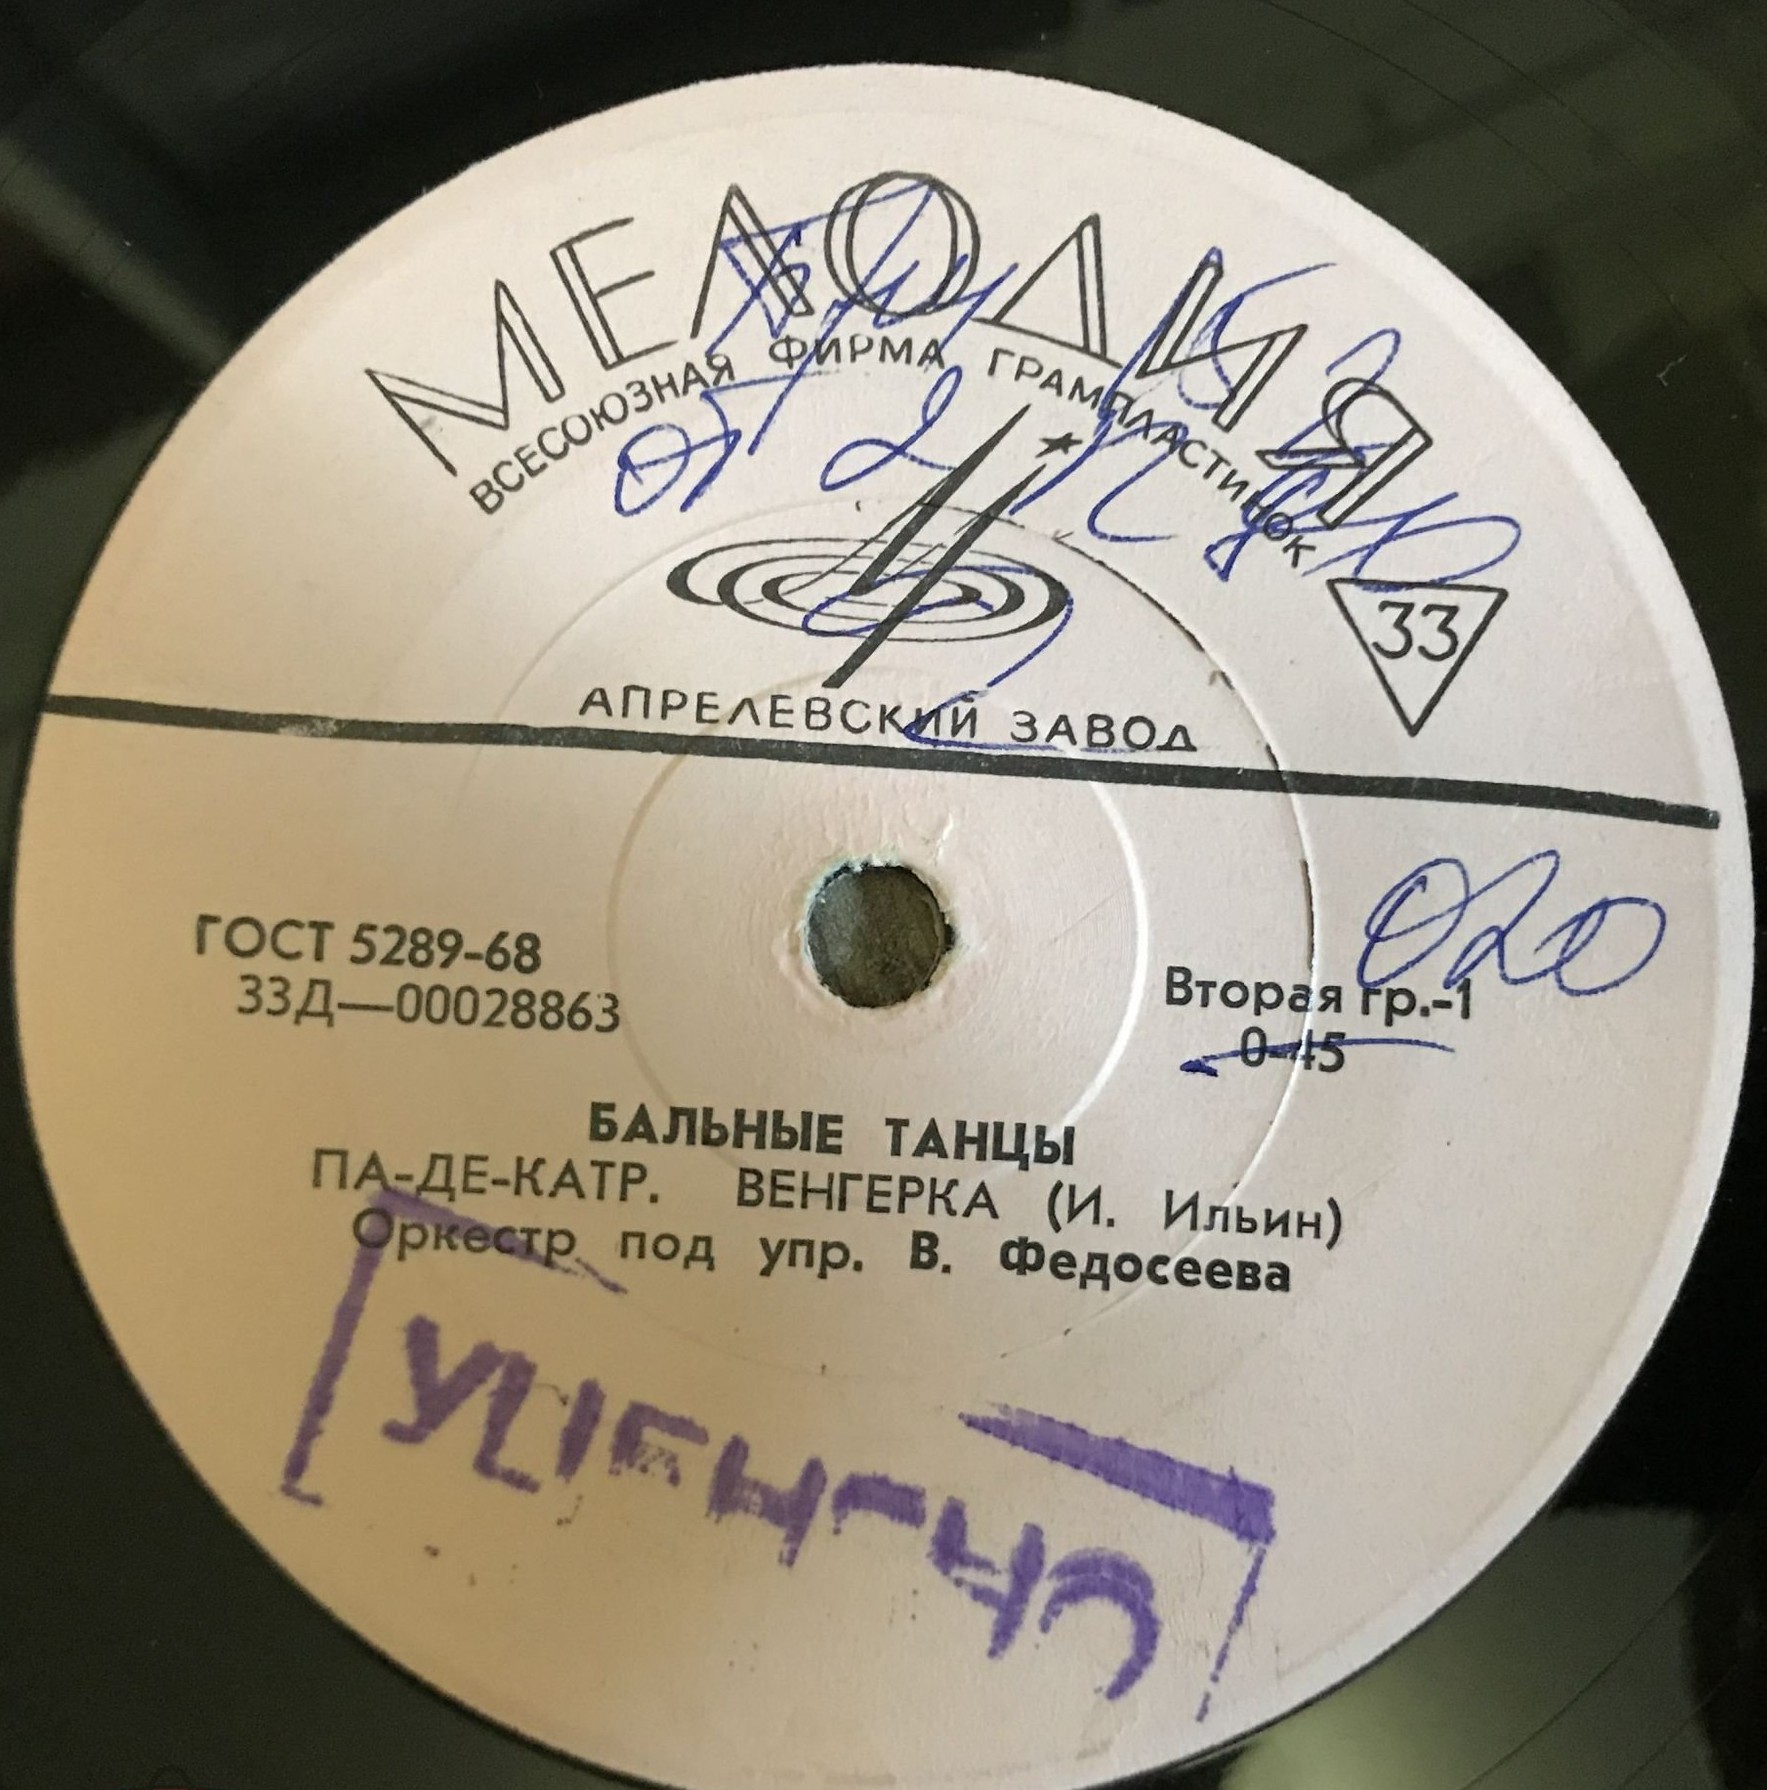 МЕЛОДИЯ
ВСЕСОЮЗНАЯ ФИРМА ГРАМПЛАСТИНОК
33
АПРЕЛЕВСКИЙ ЗАВОД
020
ГОСТ 5289-68
33Д—00028863
Вторая гр.-1
0-45
БАЛЬНЫЕ ТАНЦЫ
ПА-ДЕ-КАТР. ВЕНГЕРКА (И. Ильин)
Оркестр под упр. В. Федосеева